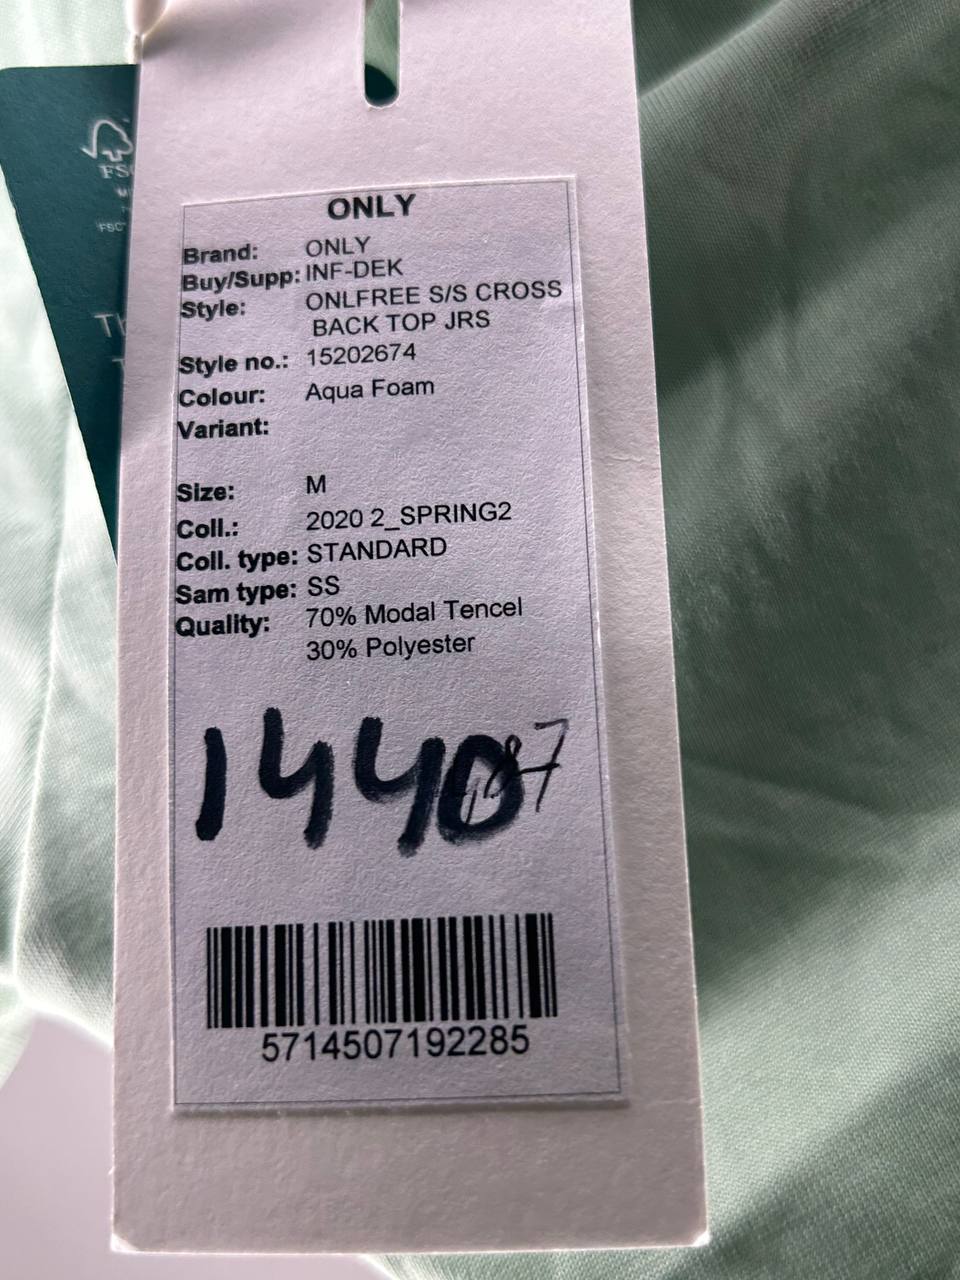 FSC
ONLY
Brand: ONLY
Buy/Supp: INF-DEK
Style: ONLFREE S/S CROSS
BACK TOP JRS
Style no.: 15202674
Colour: Aqua Foam
Variant:
Size: M
Coll.: 2020 2_SPRING2
Coll. type: STANDARD
Sam type: SS
Quality: 70% Modal Tencel
30% Polyester
1440
5714507192285